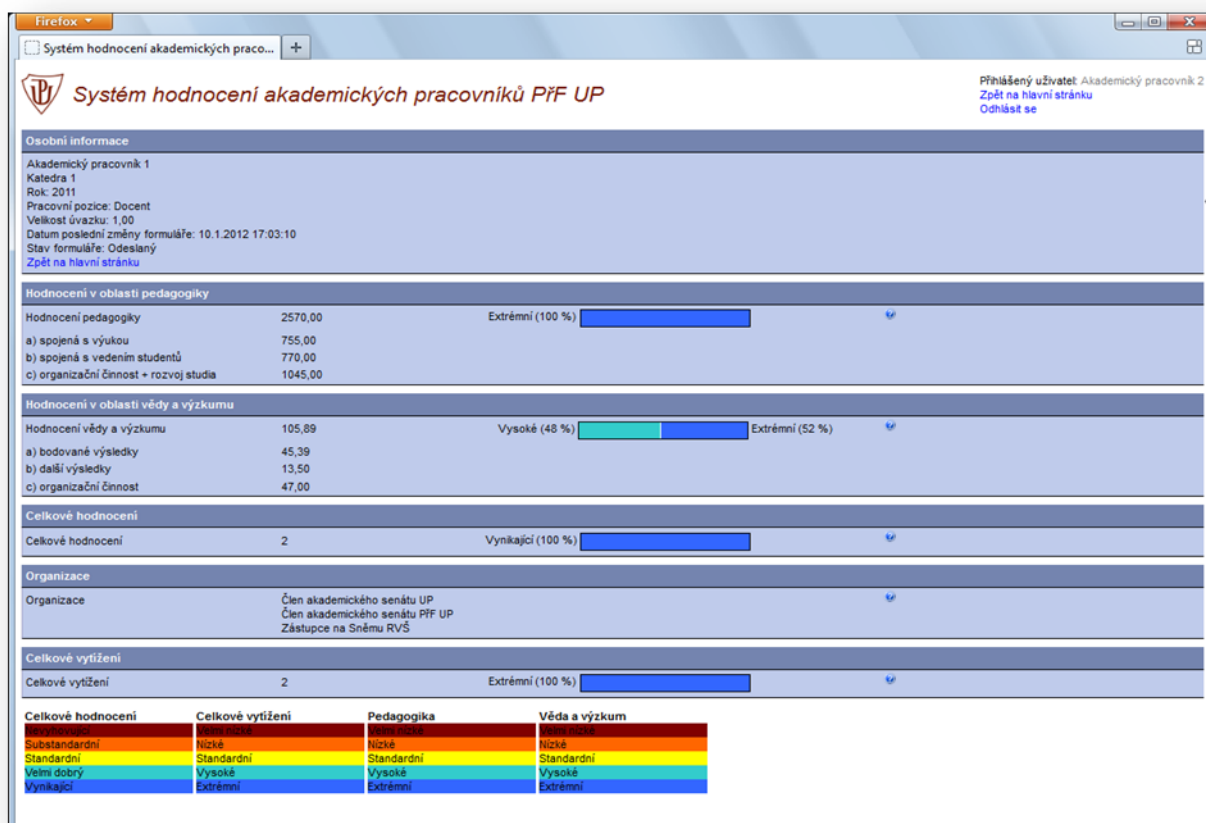 Firefox
Systém hodnocení akademických praco...
Systém hodnocení akademických pracovníků PřF UP
Přihlášený uživatel: Akademický pracovník 2
Zpět na hlavní stránku
Odhlásit se
Osobní informace
Akademický pracovník 1
Katedra 1
Rok: 2011
Pracovní pozice: Docent
Velikost úvazku: 1,00
Datum poslední změny formuláře: 10.1.2012 17:03:10
Stav formuláře: Odeslaný
Zpět na hlavní stránku
Hodnocení v oblasti pedagogiky
Hodnocení pedagogiky 2570,00 Extrémní (100 %)
a) spojená s výukou 755,00
b) spojená s vedením studentů 770,00
c) organizační činnost + rozvoj studia 1045,00
Hodnocení v oblasti vědy a výzkumu
Hodnocení vědy a výzkumu 105,89 Vysoké (48 %) Extrémní (52 %)
a) bodované výsledky 45,39
b) další výsledky 13,50
c) organizační činnost 47,00
Celkové hodnocení
Celkové hodnocení 2 Vynikající (100 %)
Organizace
Organizace Člen akademického senátu UP
Člen akademického senátu PřF UP
Zástupce na Sněmu RVŠ
Celkové vytížení
Celkové vytížení 2 Extrémní (100 %)
Celkové hodnocení Celkové vytížení Pedagogika Věda a výzkum
Nevyhovující Velmi nízké Velmi nízké Velmi nízké
Substandardní Nízké Nízké Nízké
Standardní Standardní Standardní Standardní
Velmi dobrý Vysoké Vysoké Vysoké
Vynikající Extrémní Extrémní Extrémní